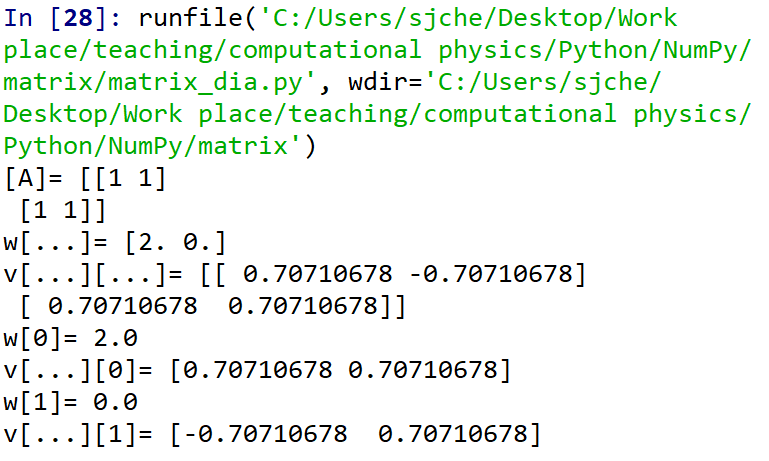 In [28]: runfile('C:/Users/sjche/Desktop/Work
place/teaching/computational physics/Python/NumPy/
matrix/matrix_dia.py', wdir='C:/Users/sjche/
Desktop/Work place/teaching/computational physics/
Python/NumPy/matrix')
[A]= [[1 1]
 [1 1]]
w[...]= [2. 0.]
v[...][...]= [[ 0.70710678 -0.70710678]
 [ 0.70710678  0.70710678]]
w[0]= 2.0
v[...][0]= [0.70710678 0.70710678]
w[1]= 0.0
v[...][1]= [-0.70710678  0.70710678]